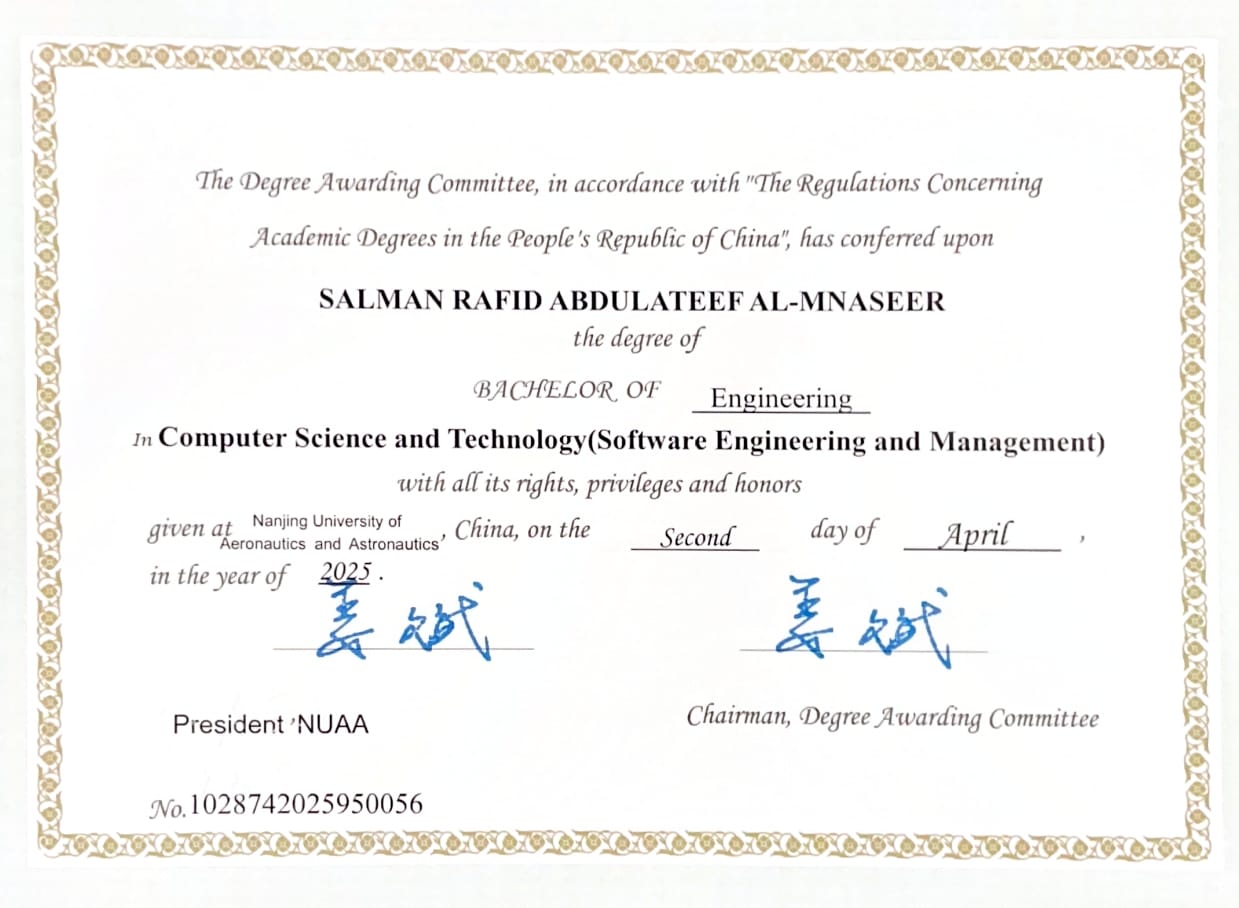 The Degree Awarding Committee, in accordance with "The Regulations Concerning
Academic Degrees in the People's Republic of China", has conferred upon
SALMAN RAFID ABDULATEEF AL-MNASEER
the degree of
BACHELOR OF Engineering
In Computer Science and Technology(Software Engineering and Management)
with all its rights, privileges and honors
given at Nanjing University of Aeronautics and Astronautics, China, on the Second day of April ,
in the year of 2025 .
姜斌 姜斌
President ,NUAA Chairman, Degree Awarding Committee
No.1028742025950056